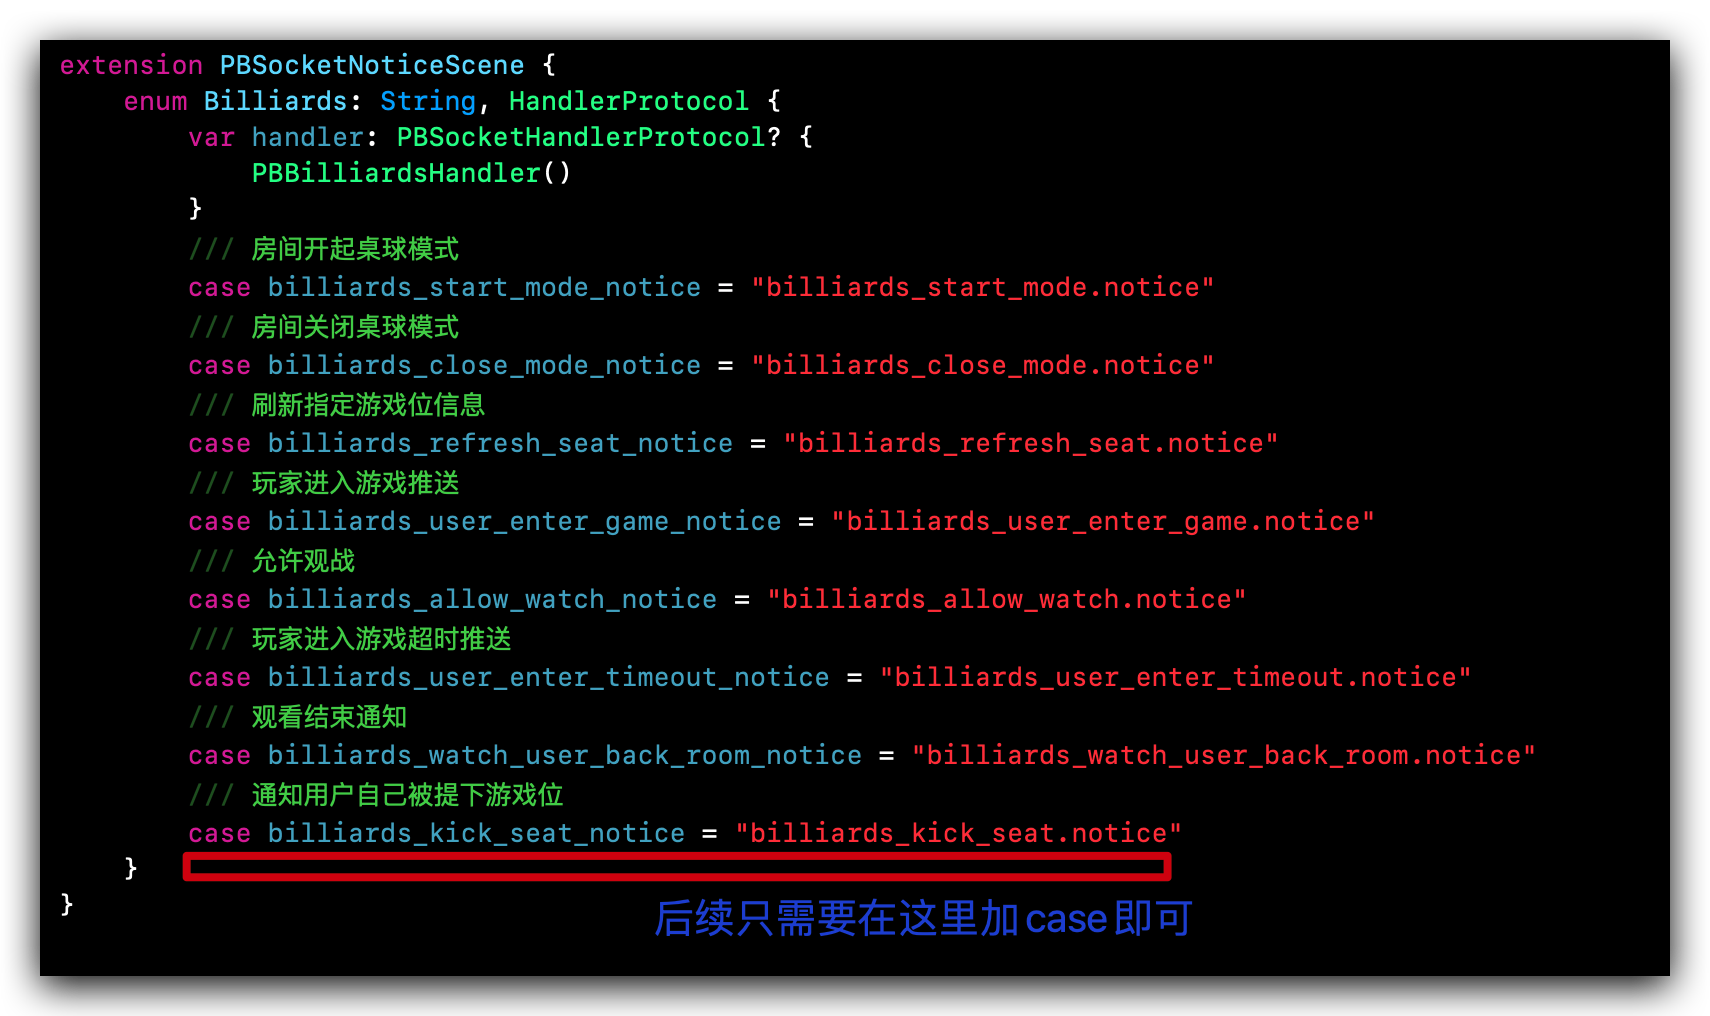 extension PBSocketNoticeScene {
    enum Billiards: String, HandlerProtocol {
        var handler: PBSocketHandlerProtocol? {
            PBBilliardsHandler()
        }
        /// 房间开起桌球模式
        case billiards_start_mode_notice = "billiards_start_mode.notice"
        /// 房间关闭桌球模式
        case billiards_close_mode_notice = "billiards_close_mode.notice"
        /// 刷新指定游戏位信息
        case billiards_refresh_seat_notice = "billiards_refresh_seat.notice"
        /// 玩家进入游戏推送
        case billiards_user_enter_game_notice = "billiards_user_enter_game.notice"
        /// 允许观战
        case billiards_allow_watch_notice = "billiards_allow_watch.notice"
        /// 玩家进入游戏超时推送
        case billiards_user_enter_timeout_notice = "billiards_user_enter_timeout.notice"
        /// 观看结束通知
        case billiards_watch_user_back_room_notice = "billiards_watch_user_back_room.notice"
        /// 通知用户自己被提下游戏位
        case billiards_kick_seat_notice = "billiards_kick_seat.notice"
    }
}
后续只需要在这里加case即可